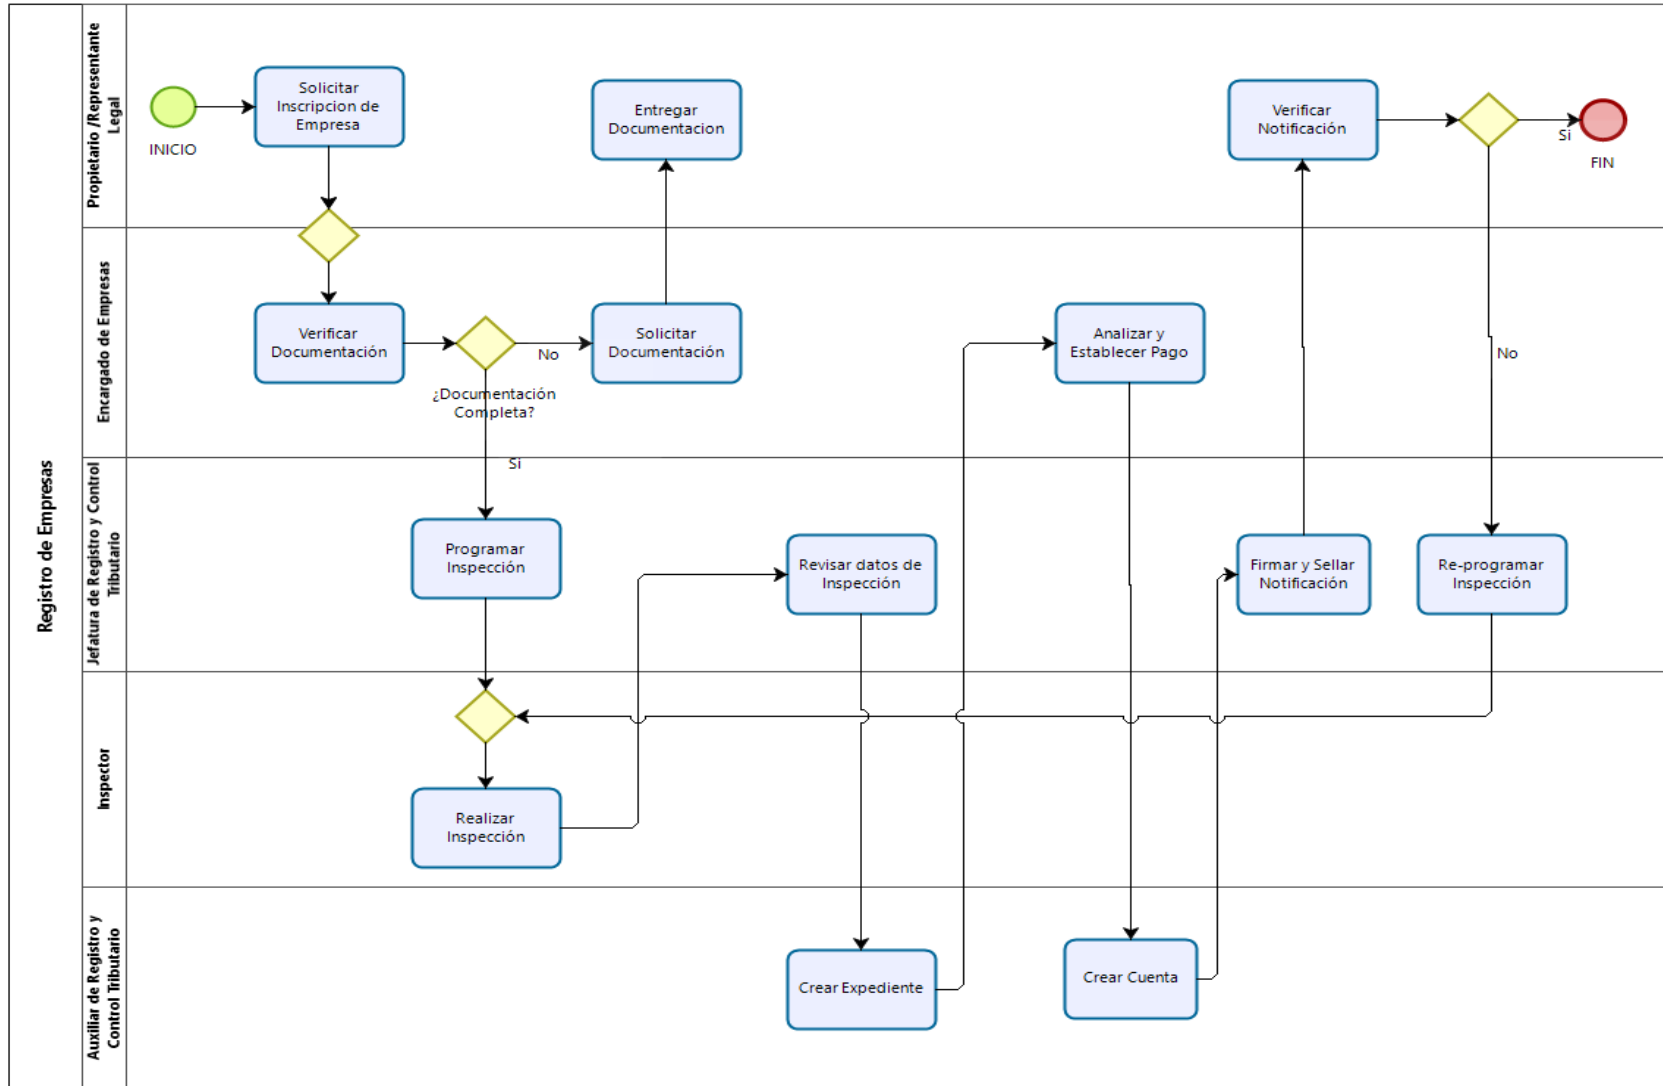 Registro de Empresas
Propietario /Representante
Legal
INICIO
Solicitar
Inscripcion de
Empresa
Entregar
Documentacion
Verificar
Notificación
Si
FIN
Encargado de Empresas
Verificar
Documentación
No
¿Documentación
Completa?
Solicitar
Documentación
Analizar y
Establecer Pago
No
Si
Jefatura de Registro y Control
Tributario
Programar
Inspección
Revisar datos de
Inspección
Firmar y Sellar
Notificación
Re-programar
Inspección
Inspector
Realizar
Inspección
Auxiliar de Registro y
Control Tributario
Crear Expediente
Crear Cuenta